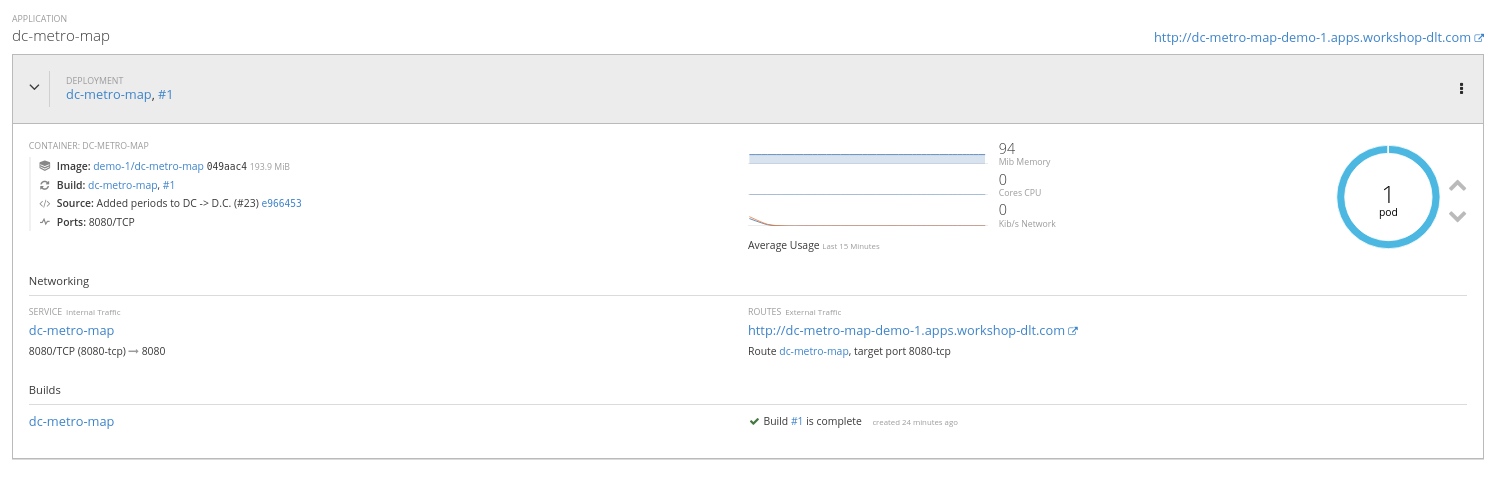 APPLICATION
dc-metro-map
http://dc-metro-map-demo-1.apps.workshop-dlt.com
DEPLOYMENT
dc-metro-map, #1
CONTAINER: DC-METRO-MAP
Image: demo-1/dc-metro-map 049aac4 193.9 MiB
Build: dc-metro-map, #1
Source: Added periods to DC -> D.C. (#23) e966453
Ports: 8080/TCP
94
Mib Memory
0
Cores CPU
0
Kib/s Network
Average Usage Last 15 Minutes
1
pod
Networking
SERVICE Internal Traffic
dc-metro-map
8080/TCP (8080-tcp) → 8080
ROUTES External Traffic
http://dc-metro-map-demo-1.apps.workshop-dlt.com
Route dc-metro-map, target port 8080-tcp
Builds
dc-metro-map
Build #1 is complete created 24 minutes ago